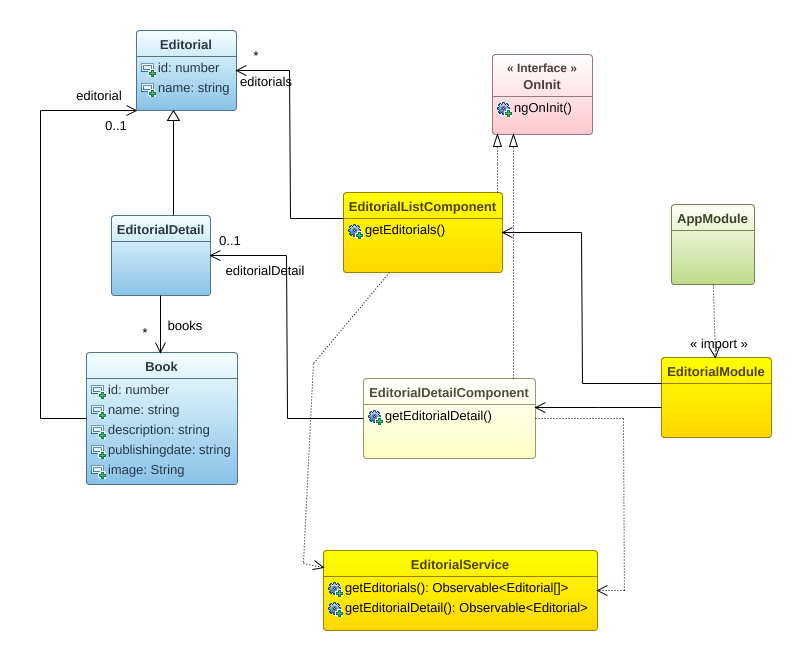 Editorial
id: number
name: string
*
editorials
editorial
0..1
« Interface »
OnInit
ngOnInit()
EditorialListComponent
getEditorials()
AppModule
EditorialDetail
0..1
editorialDetail
books
*
« import »
Book
id: number
name: string
description: string
publishingdate: string
image: String
EditorialDetailComponent
getEditorialDetail()
EditorialModule
EditorialService
getEditorials(): Observable<Editorial[]>
getEditorialDetail(): Observable<Editorial>